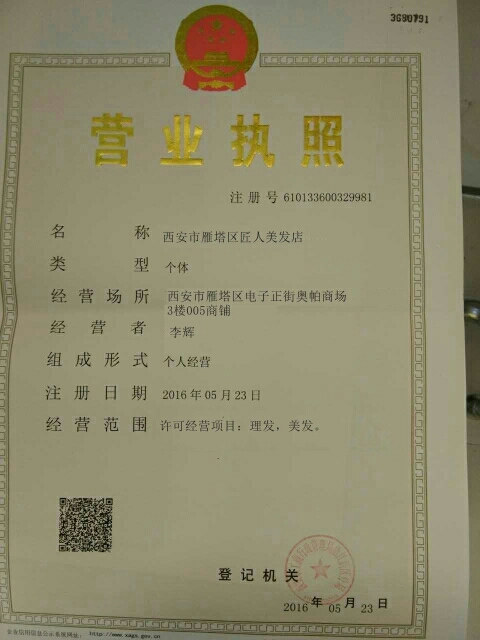 3G80791
营业执照
注册号 610133600329981
名称 西安市雁塔区匠人美发店
类型 个体
经营场所 西安市雁塔区电子正街奥帕商场
3楼005商铺
经营者 李辉
组成形式 个人经营
注册日期 2016年05月23日
经营范围 许可经营项目：理发，美发。
登记机关
2016年05月23日
企业信用信息公示系统网址： http://www.xags.gov.cn